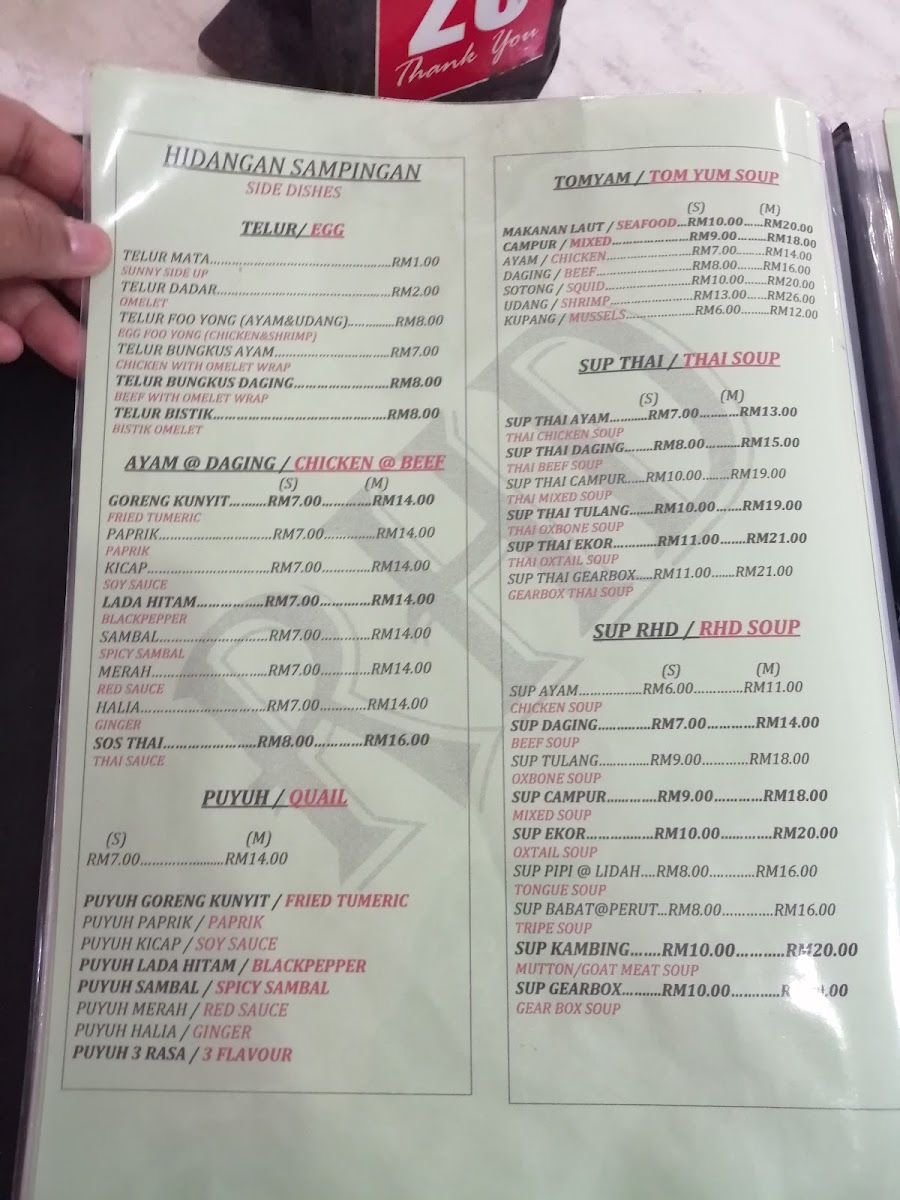 Thank You
HIDANGAN SAMPINGAN
SIDE DISHES
TELUR/ EGG
TELUR MATA......RM1.00
SUNNY SIDE UP
TELUR DADAR......RM2.00
OMELET
TELUR FOO YONG (AYAM&UDANG)......RM8.00
EGG FOO YONG (CHICKEN&SHRIMP)
TELUR BUNGKUS AYAM......RM7.00
CHICKEN WITH OMELET WRAP
TELUR BUNGKUS DAGING......RM8.00
BEEF WITH OMELET WRAP
TELUR BISTIK......RM8.00
BISTIK OMELET
AYAM @ DAGING / CHICKEN @ BEEF
(S) (M)
GORENG KUNYIT......RM7.00......RM14.00
FRIED TUMERIC
PAPRIK......RM7.00......RM14.00
PAPRIK
KICAP......RM7.00......RM14.00
SOY SAUCE
LADA HITAM......RM7.00......RM14.00
BLACKPEPPER
SAMBAL......RM7.00......RM14.00
SPICY SAMBAL
MERAH......RM7.00......RM14.00
RED SAUCE
HALIA......RM7.00......RM14.00
GINGER
SOS THAI......RM8.00......RM16.00
THAI SAUCE
PUYUH / QUAIL
(S) (M)
RM7.00......RM14.00
PUYUH GORENG KUNYIT / FRIED TUMERIC
PUYUH PAPRIK / PAPRIK
PUYUH KICAP / SOY SAUCE
PUYUH LADA HITAM / BLACKPEPPER
PUYUH SAMBAL / SPICY SAMBAL
PUYUH MERAH / RED SAUCE
PUYUH HALIA / GINGER
PUYUH 3 RASA / 3 FLAVOUR
TOMYAM / TOM YUM SOUP
(S) (M)
MAKANAN LAUT / SEAFOOD...RM10.00......RM20.00
CAMPUR / MIXED......RM9.00......RM18.00
AYAM / CHICKEN......RM7.00......RM14.00
DAGING / BEEF......RM8.00......RM16.00
SOTONG / SQUID......RM10.00......RM20.00
UDANG / SHRIMP......RM13.00......RM26.00
KUPANG / MUSSELS......RM6.00......RM12.00
SUP THAI / THAI SOUP
(S) (M)
SUP THAI AYAM......RM7.00......RM13.00
THAI CHICKEN SOUP
SUP THAI DAGING......RM8.00......RM15.00
THAI BEEF SOUP
SUP THAI CAMPUR.....RM10.00......RM19.00
THAI MIXED SOUP
SUP THAI TULANG......RM10.00......RM19.00
THAI OXBONE SOUP
SUP THAI EKOR......RM11.00......RM21.00
THAI OXTAIL SOUP
SUP THAI GEARBOX.....RM11.00......RM21.00
GEARBOX THAI SOUP
SUP RHD / RHD SOUP
(S) (M)
SUP AYAM......RM6.00......RM11.00
CHICKEN SOUP
SUP DAGING......RM7.00......RM14.00
BEEF SOUP
SUP TULANG......RM9.00......RM18.00
OXBONE SOUP
SUP CAMPUR......RM9.00......RM18.00
MIXED SOUP
SUP EKOR......RM10.00......RM20.00
OXTAIL SOUP
SUP PIPI @ LIDAH....RM8.00......RM16.00
TONGUE SOUP
SUP BABAT@PERUT...RM8.00......RM16.00
TRIPE SOUP
SUP KAMBING......RM10.00......RM20.00
MUTTON/GOAT MEAT SOUP
SUP GEARBOX......RM10.00......
GEAR BOX SOUP
RHD